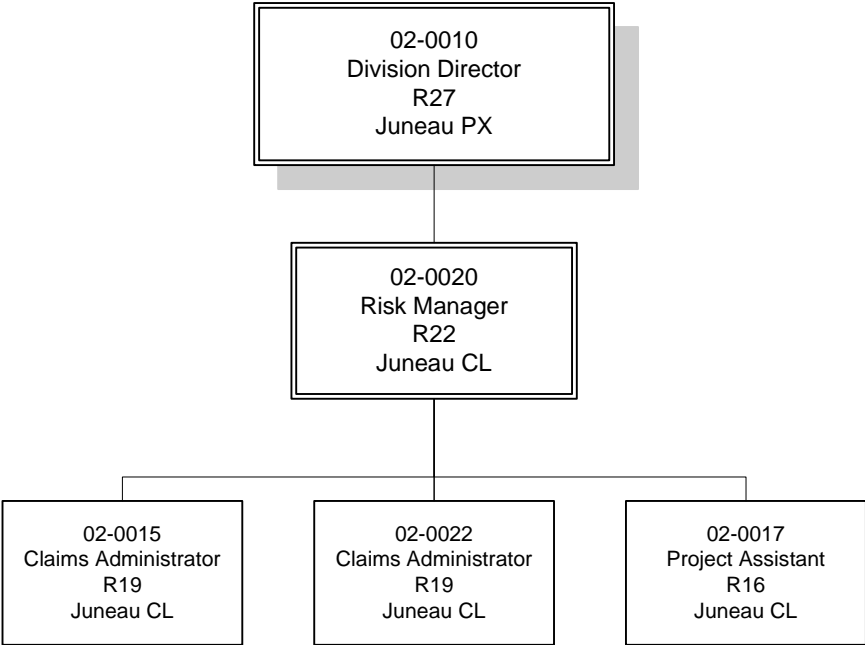 02-0010
Division Director
R27
Juneau PX
02-0020
Risk Manager
R22
Juneau CL
02-0015
Claims Administrator
R19
Juneau CL
02-0022
Claims Administrator
R19
Juneau CL
02-0017
Project Assistant
R16
Juneau CL